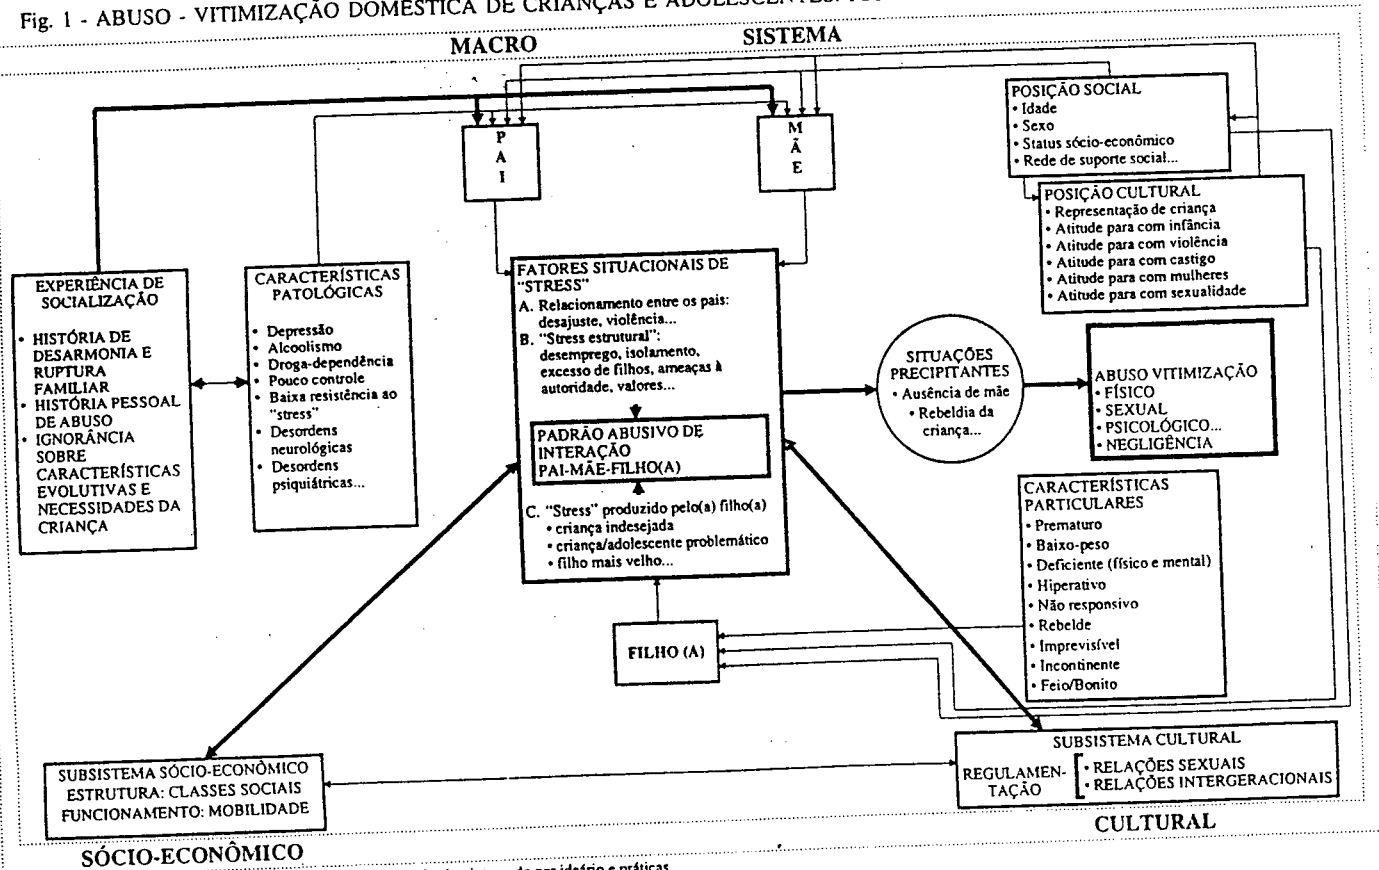 Fig. 1 - ABUSO - VITIMIZAÇÃO DOMÉSTICA DE CRIANÇAS E ADOLESCENTES
MACRO
SISTEMA
P
A
I
M
Ã
E
POSIÇÃO SOCIAL
• Idade
• Sexo
• Status sócio-econômico
• Rede de suporte social...
POSIÇÃO CULTURAL
• Representação de criança
• Atitude para com infância
• Atitude para com violência
• Atitude para com castigo
• Atitude para com mulheres
• Atitude para com sexualidade
EXPERIÊNCIA DE
SOCIALIZAÇÃO
• HISTÓRIA DE
DESARMONIA E
RUPTURA
FAMILIAR
• HISTÓRIA PESSOAL
DE ABUSO
• IGNORÂNCIA
SOBRE
CARACTERÍSTICAS
EVOLUTIVAS E
NECESSIDADES DA
CRIANÇA
CARACTERÍSTICAS
PATOLÓGICAS
• Depressão
• Alcoolismo
• Droga-dependência
• Pouco controle
• Baixa resistência ao
"stress"
• Desordens
neurológicas
• Desordens
psiquiátricas...
FATORES SITUACIONAIS DE
"STRESS"
A. Relacionamento entre os pais:
desajuste, violência...
B. "Stress estrutural":
desemprego, isolamento,
excesso de filhos, ameaças à
autoridade, valores...
PADRÃO ABUSIVO DE
INTERAÇÃO
PAI-MÃE-FILHO(A)
C. "Stress" produzido pelo(a) filho(a)
• criança indesejada
• criança/adolescente problemático
• filho mais velho...
SITUAÇÕES
PRECIPITANTES
• Ausência de mãe
• Rebeldia da
criança...
ABUSO VITIMIZAÇÃO
• FÍSICO
• SEXUAL
• PSICOLÓGICO...
• NEGLIGÊNCIA
CARACTERÍSTICAS
PARTICULARES
• Prematuro
• Baixo-peso
• Deficiente (físico e mental)
• Hiperativo
• Não responsivo
• Rebelde
• Imprevisível
• Incontinente
• Feio/Bonito
FILHO (A)
SUBSISTEMA SÓCIO-ECONÔMICO
ESTRUTURA: CLASSES SOCIAIS
FUNCIONAMENTO: MOBILIDADE
SUBSISTEMA CULTURAL
REGULAMEN-
TAÇÃO
• RELAÇÕES SEXUAIS
• RELAÇÕES INTERGERACIONAIS
CULTURAL
SÓCIO-ECONÔMICO
por ideário e práticas